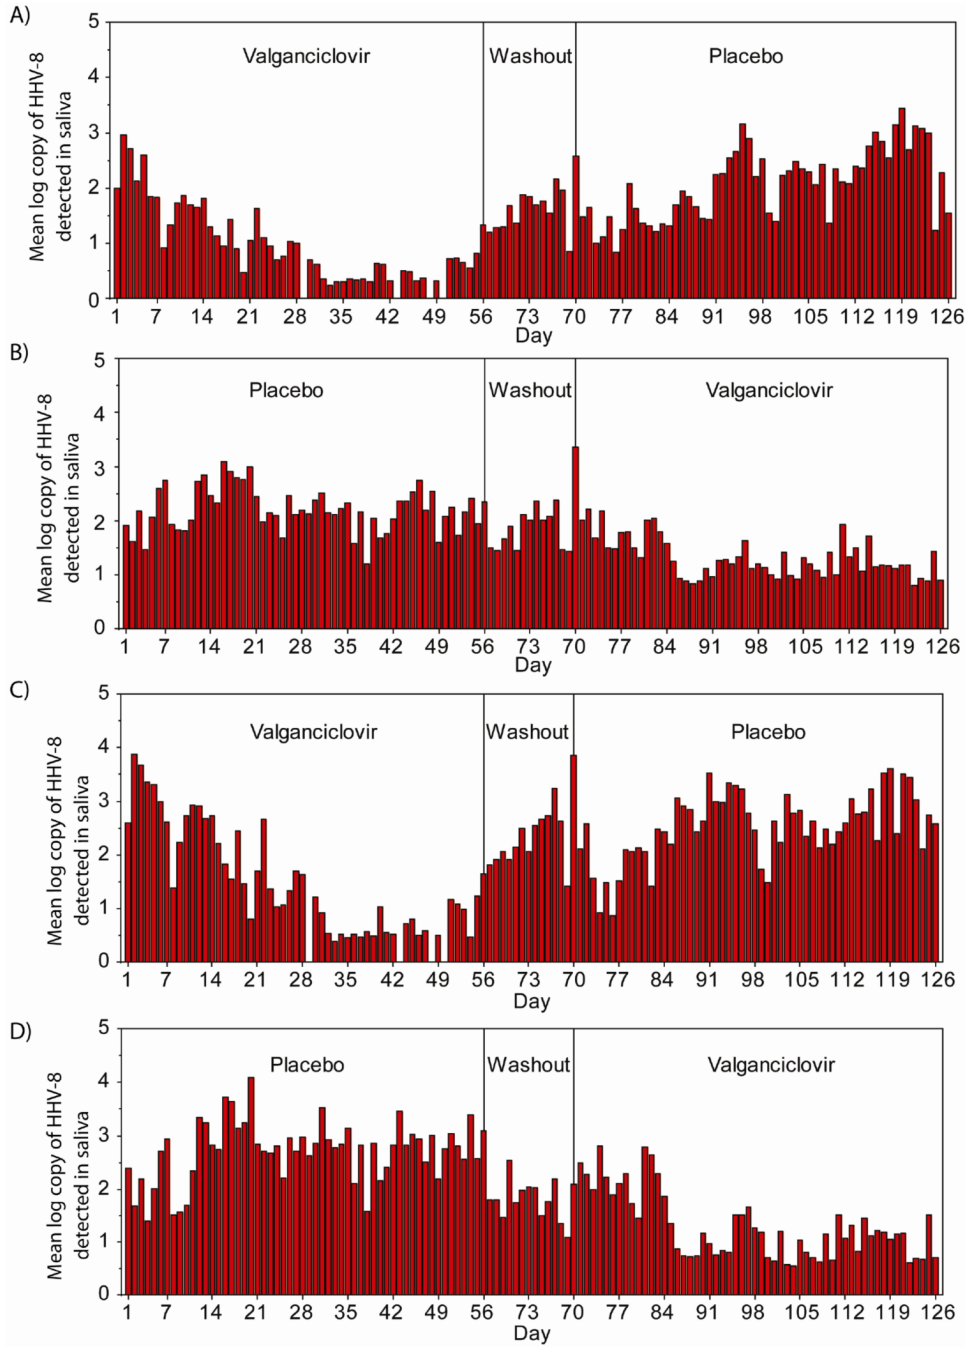 A)
Mean log copy of HHV-8
detected in saliva
5
4
3
2
1
0
Valganciclovir Washout Placebo
1 7 14 21 28 35 42 49 56 73 70 77 84 91 98 105 112 119 126
Day
B)
Mean log copy of HHV-8
detected in saliva
5
4
3
2
1
0
Placebo Washout Valganciclovir
1 7 14 21 28 35 42 49 56 73 70 77 84 91 98 105 112 119 126
Day
C)
Mean log copy of HHV-8
detected in saliva
5
4
3
2
1
0
Valganciclovir Washout Placebo
1 7 14 21 28 35 42 49 56 73 70 77 84 91 98 105 112 119 126
Day
D)
Mean log copy of HHV-8
detected in saliva
5
4
3
2
1
0
Placebo Washout Valganciclovir
1 7 14 21 28 35 42 49 56 73 70 77 84 91 98 105 112 119 126
Day